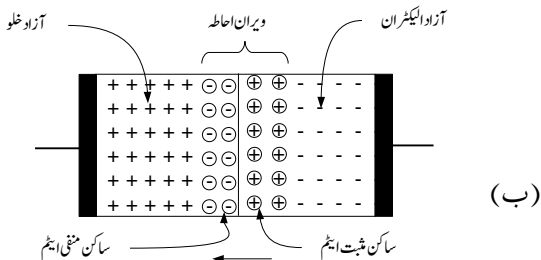 آزاد الیکٹران
ویران احاطہ
آزاد خلو
+ + + + + ⊖ ⊖ ⊕ ⊕ - - - -
+ + + + + ⊖ ⊖ ⊕ ⊕ - - - -
+ + + + + ⊖ ⊖ ⊕ ⊕ - - - -
+ + + + + ⊖ ⊖ ⊕ ⊕ - - - -
+ + + + + ⊖ ⊖ ⊕ ⊕ - - - -
+ + + + + ⊖ ⊖ ⊕ ⊕ - - - -
(ب)
ساکن مثبت ایٹم
ساکن منفی ایٹم